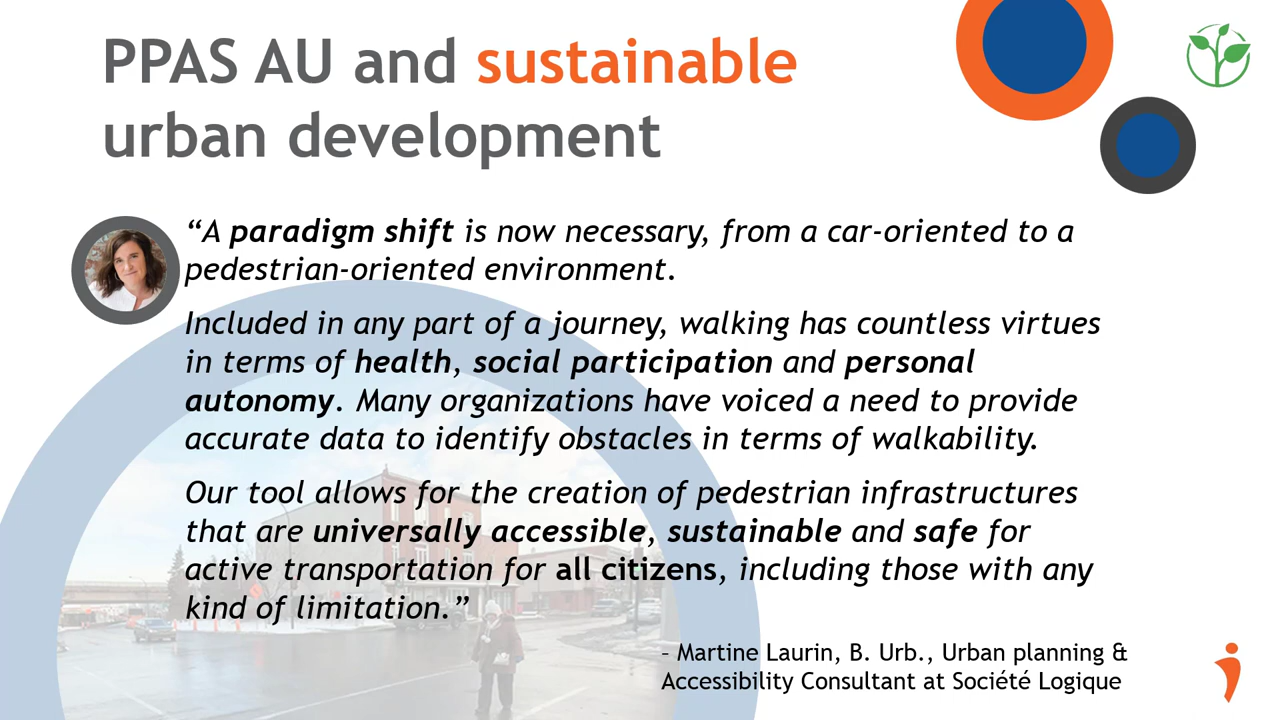 PPAS AU and sustainable
urban development
“A paradigm shift is now necessary, from a car-oriented to a
pedestrian-oriented environment.
Included in any part of a journey, walking has countless virtues
in terms of health, social participation and personal
autonomy. Many organizations have voiced a need to provide
accurate data to identify obstacles in terms of walkability.
Our tool allows for the creation of pedestrian infrastructures
that are universally accessible, sustainable and safe for
active transportation for all citizens, including those with any
kind of limitation.”
– Martine Laurin, B. Urb., Urban planning &
Accessibility Consultant at Société Logique